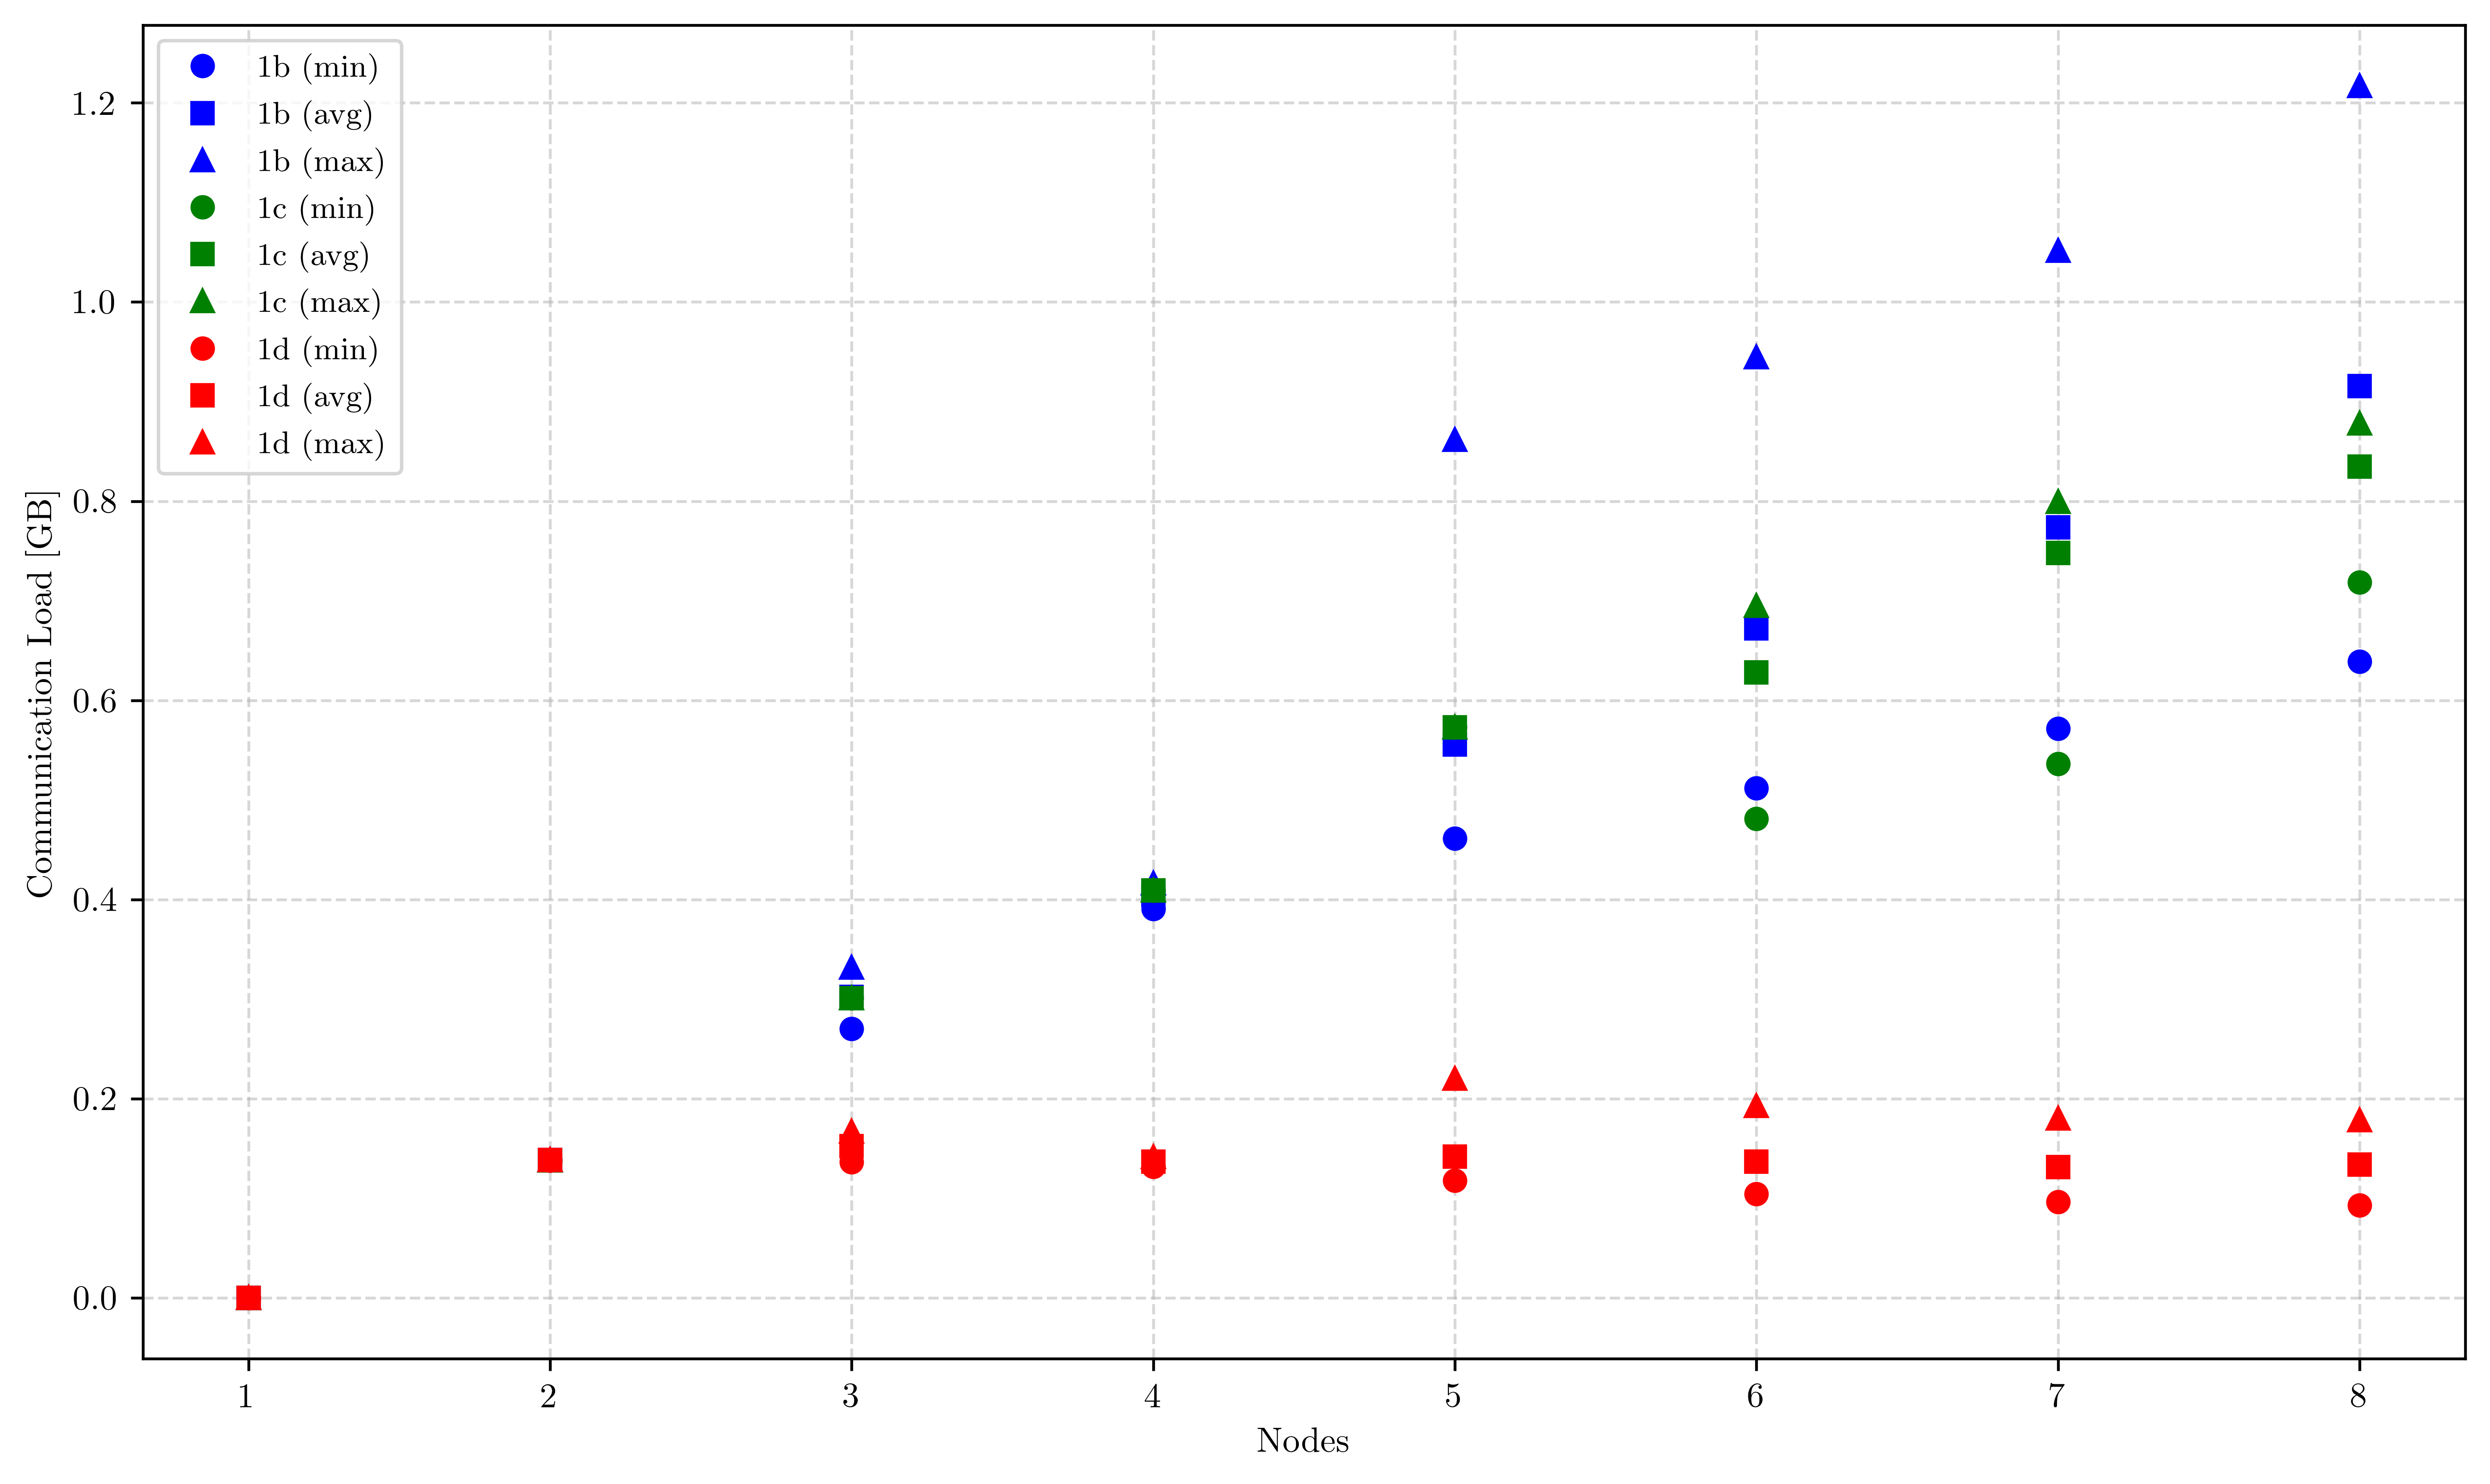 1b (min)
1b (avg)
1b (max)
1c (min)
1c (avg)
1c (max)
1d (min)
1d (avg)
1d (max)
1.2
1.0
0.8
0.6
0.4
0.2
0.0
Communication Load [GB]
1 2 3 4 5 6 7 8
Nodes